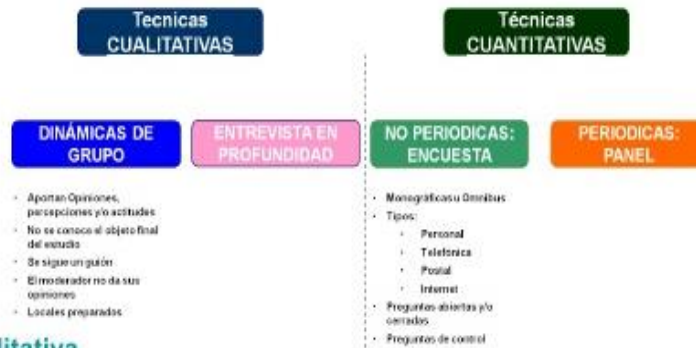 Tecnicas
CUALITATIVAS
Técnicas
CUANTITATIVAS
DINÁMICAS DE
GRUPO
ENTREVISTA EN
PROFUNDIDAD
NO PERIODICAS:
ENCUESTA
PERIODICAS:
PANEL
· Aportan Opiniones,
percepciones y/o actitudes
· No se conoce el objeto final
del estudio
· Se sigue un guión
· El moderador no da sus
opiniones
· Locales preparados
· Monográficas u Omnibus
· Tipos:
· Personal
· Telefónica
· Postal
· Internet
· Preguntas abiertas y/o
cerradas
· Preguntas de control
litativa